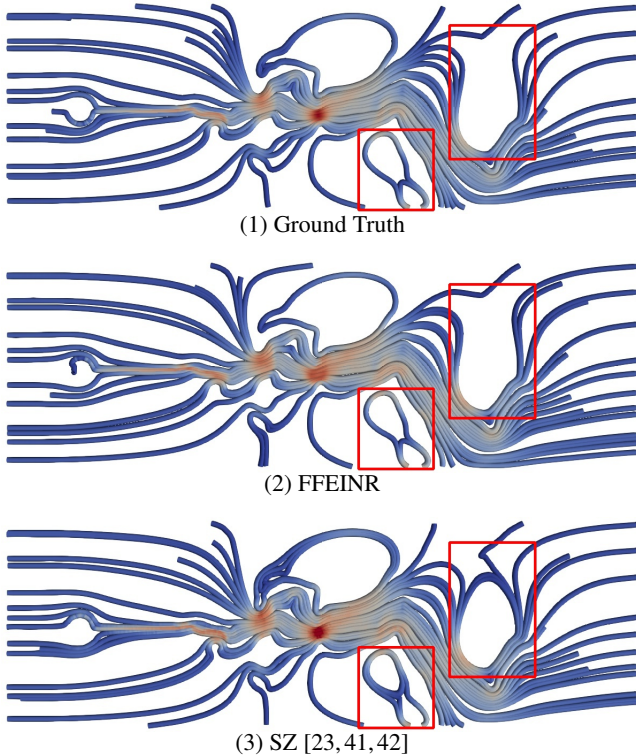 (1) Ground Truth
(2) FFEINR
(3) SZ [23,41,42]